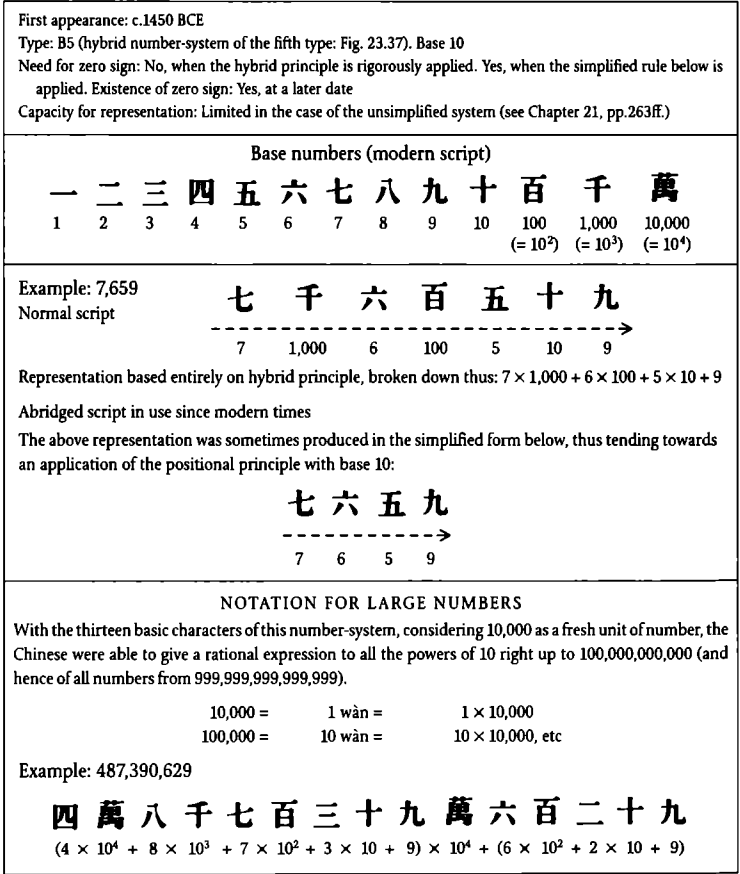 First appearance: c.1450 BCE
Type: B5 (hybrid number-system of the fifth type: Fig. 23.37). Base 10
Need for zero sign: No, when the hybrid principle is rigorously applied. Yes, when the simplified rule below is
applied. Existence of zero sign: Yes, at a later date
Capacity for representation: Limited in the case of the unsimplified system (see Chapter 21, pp.263ff.)
Base numbers (modern script)
一 二 三 四 五 六 七 八 九 十 百 千 萬
1 2 3 4 5 6 7 8 9 10 100 1,000 10,000
(= 10²) (= 10³) (= 10⁴)
Example: 7,659
Normal script
七 千 六 百 五 十 九
7 1,000 6 100 5 10 9
Representation based entirely on hybrid principle, broken down thus: 7 × 1,000 + 6 × 100 + 5 × 10 + 9
Abridged script in use since modern times
The above representation was sometimes produced in the simplified form below, thus tending towards
an application of the positional principle with base 10:
七 六 五 九
7 6 5 9
NOTATION FOR LARGE NUMBERS
With the thirteen basic characters of this number-system, considering 10,000 as a fresh unit of number, the
Chinese were able to give a rational expression to all the powers of 10 right up to 100,000,000,000 (and
hence of all numbers from 999,999,999,999,999).
10,000 = 1 wàn = 1 × 10,000
100,000 = 10 wàn = 10 × 10,000, etc
Example: 487,390,629
四 萬 八 千 七 百 三 十 九 萬 六 百 二 十 九
(4 × 10⁴ + 8 × 10³ + 7 × 10² + 3 × 10 + 9) × 10⁴ + (6 × 10² + 2 × 10 + 9)